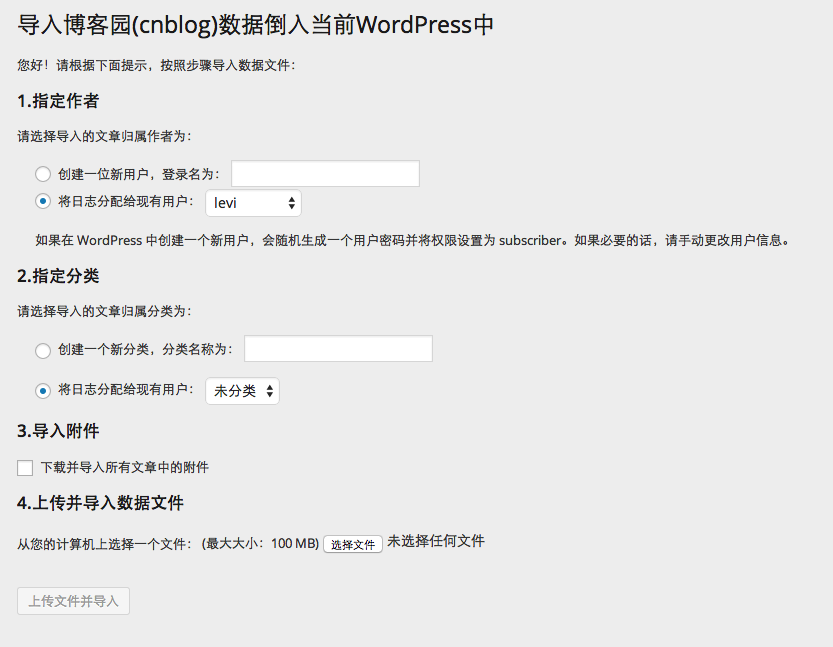 导入博客园(cnblog)数据倒入当前WordPress中
您好！请根据下面提示，按照步骤导入数据文件：
1.指定作者
请选择导入的文章归属作者为：
创建一位新用户，登录名为：
将日志分配给现有用户： levi
如果在 WordPress 中创建一个新用户，会随机生成一个用户密码并将权限设置为 subscriber。如果必要的话，请手动更改用户信息。
2.指定分类
请选择导入的文章归属分类为：
创建一个新分类，分类名称为：
将日志分配给现有用户： 未分类
3.导入附件
下载并导入所有文章中的附件
4.上传并导入数据文件
从您的计算机上选择一个文件： (最大大小：100 MB) 选择文件 未选择任何文件
上传文件并导入